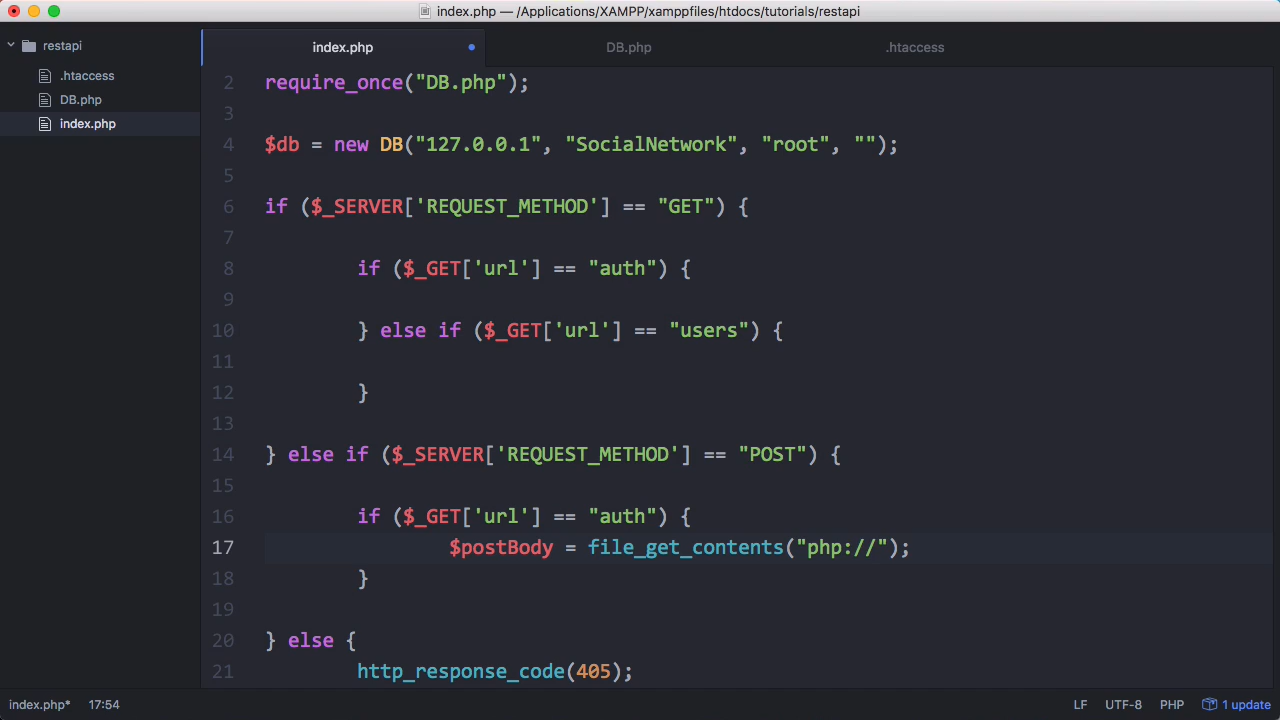 index.php — /Applications/XAMPP/xamppfiles/htdocs/tutorials/restapi
restapi
.htaccess
DB.php
index.php
index.php
DB.php
.htaccess
2 require_once("DB.php");
3
4 $db = new DB("127.0.0.1", "SocialNetwork", "root", "");
5
6 if ($_SERVER['REQUEST_METHOD'] == "GET") {
7
8 if ($_GET['url'] == "auth") {
9
10 } else if ($_GET['url'] == "users") {
11
12 }
13
14 } else if ($_SERVER['REQUEST_METHOD'] == "POST") {
15
16 if ($_GET['url'] == "auth") {
17 $postBody = file_get_contents("php://");
18 }
19
20 } else {
21 http_response_code(405);
index.php* 17:54 LF UTF-8 PHP 1 update